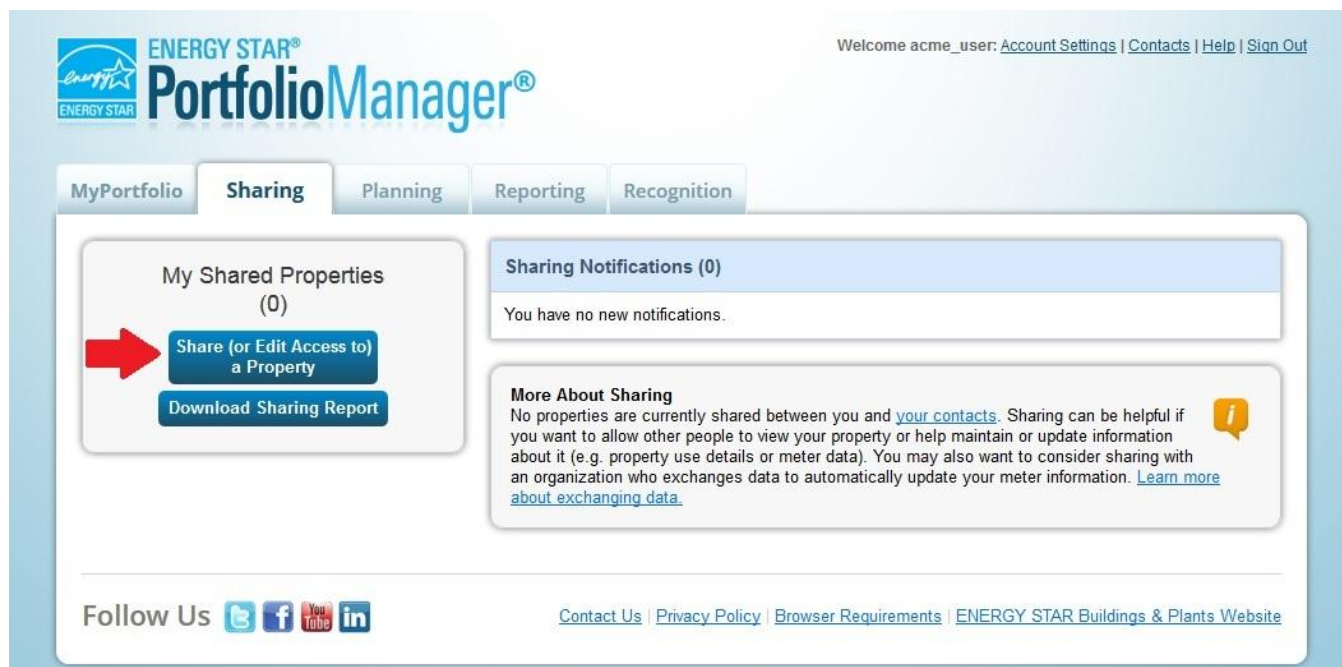 ENERGY STAR®
PortfolioManager®
energy
ENERGY STAR
Welcome acme_user: Account Settings | Contacts | Help | Sign Out
MyPortfolio Sharing Planning Reporting Recognition
My Shared Properties
(0)
Share (or Edit Access to)
a Property
Download Sharing Report
Sharing Notifications (0)
You have no new notifications.
More About Sharing
No properties are currently shared between you and your contacts. Sharing can be helpful if
you want to allow other people to view your property or help maintain or update information
about it (e.g. property use details or meter data). You may also want to consider sharing with
an organization who exchanges data to automatically update your meter information. Learn more
about exchanging data.
i
Follow Us
You
Tube
in
Contact Us | Privacy Policy | Browser Requirements | ENERGY STAR Buildings & Plants Website